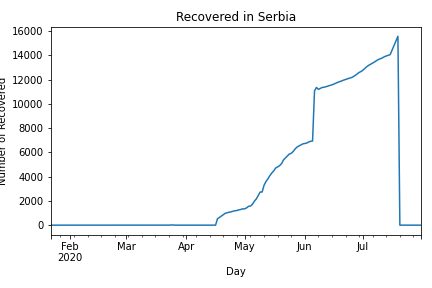 Recovered in Serbia
Number of Recovered
16000
14000
12000
10000
8000
6000
4000
2000
0
Feb
2020
Mar
Apr
May
Jun
Jul
Day